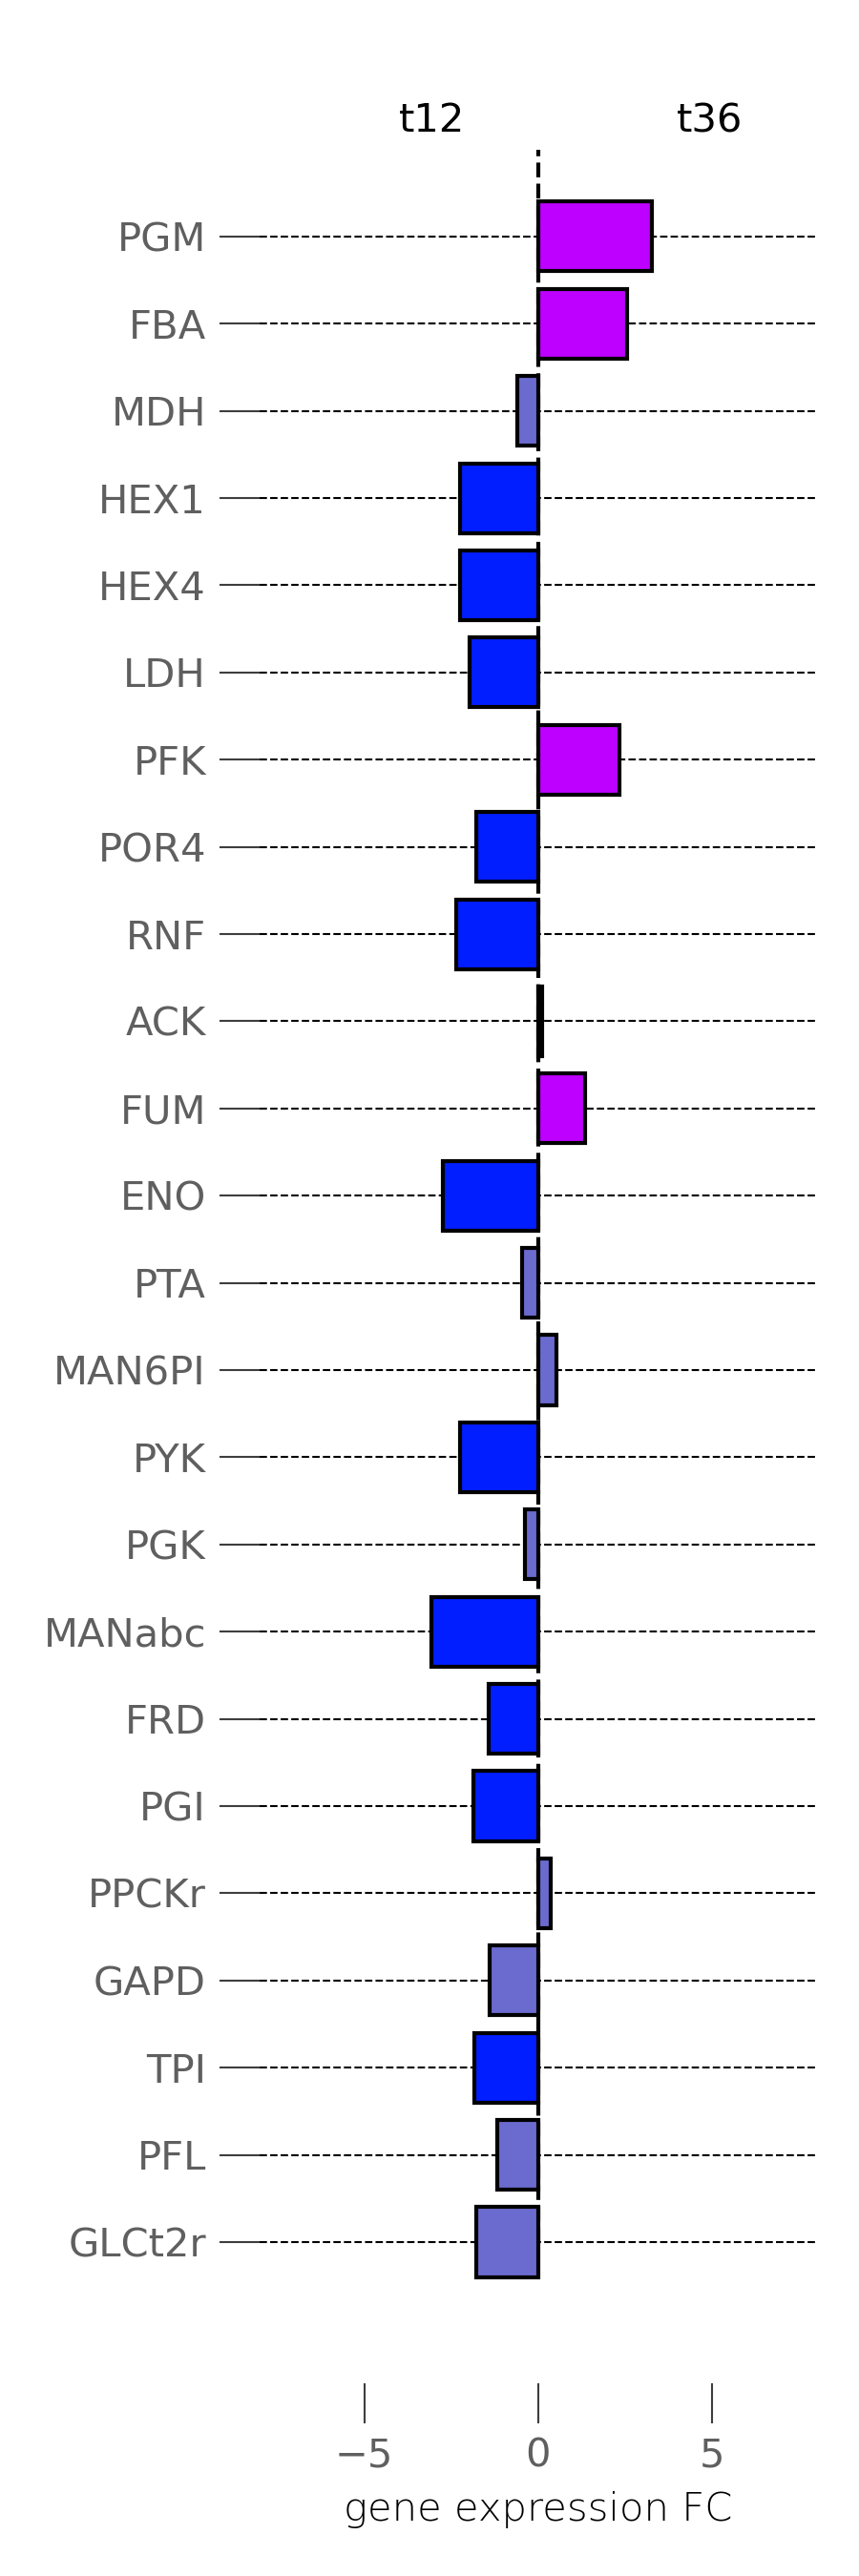 t12 t36
PGM
FBA
MDH
HEX1
HEX4
LDH
PFK
POR4
RNF
ACK
FUM
ENO
PTA
MAN6PI
PYK
PGK
MANabc
FRD
PGI
PPCKr
GAPD
TPI
PFL
GLCt2r
−5 0 5
gene expression FC